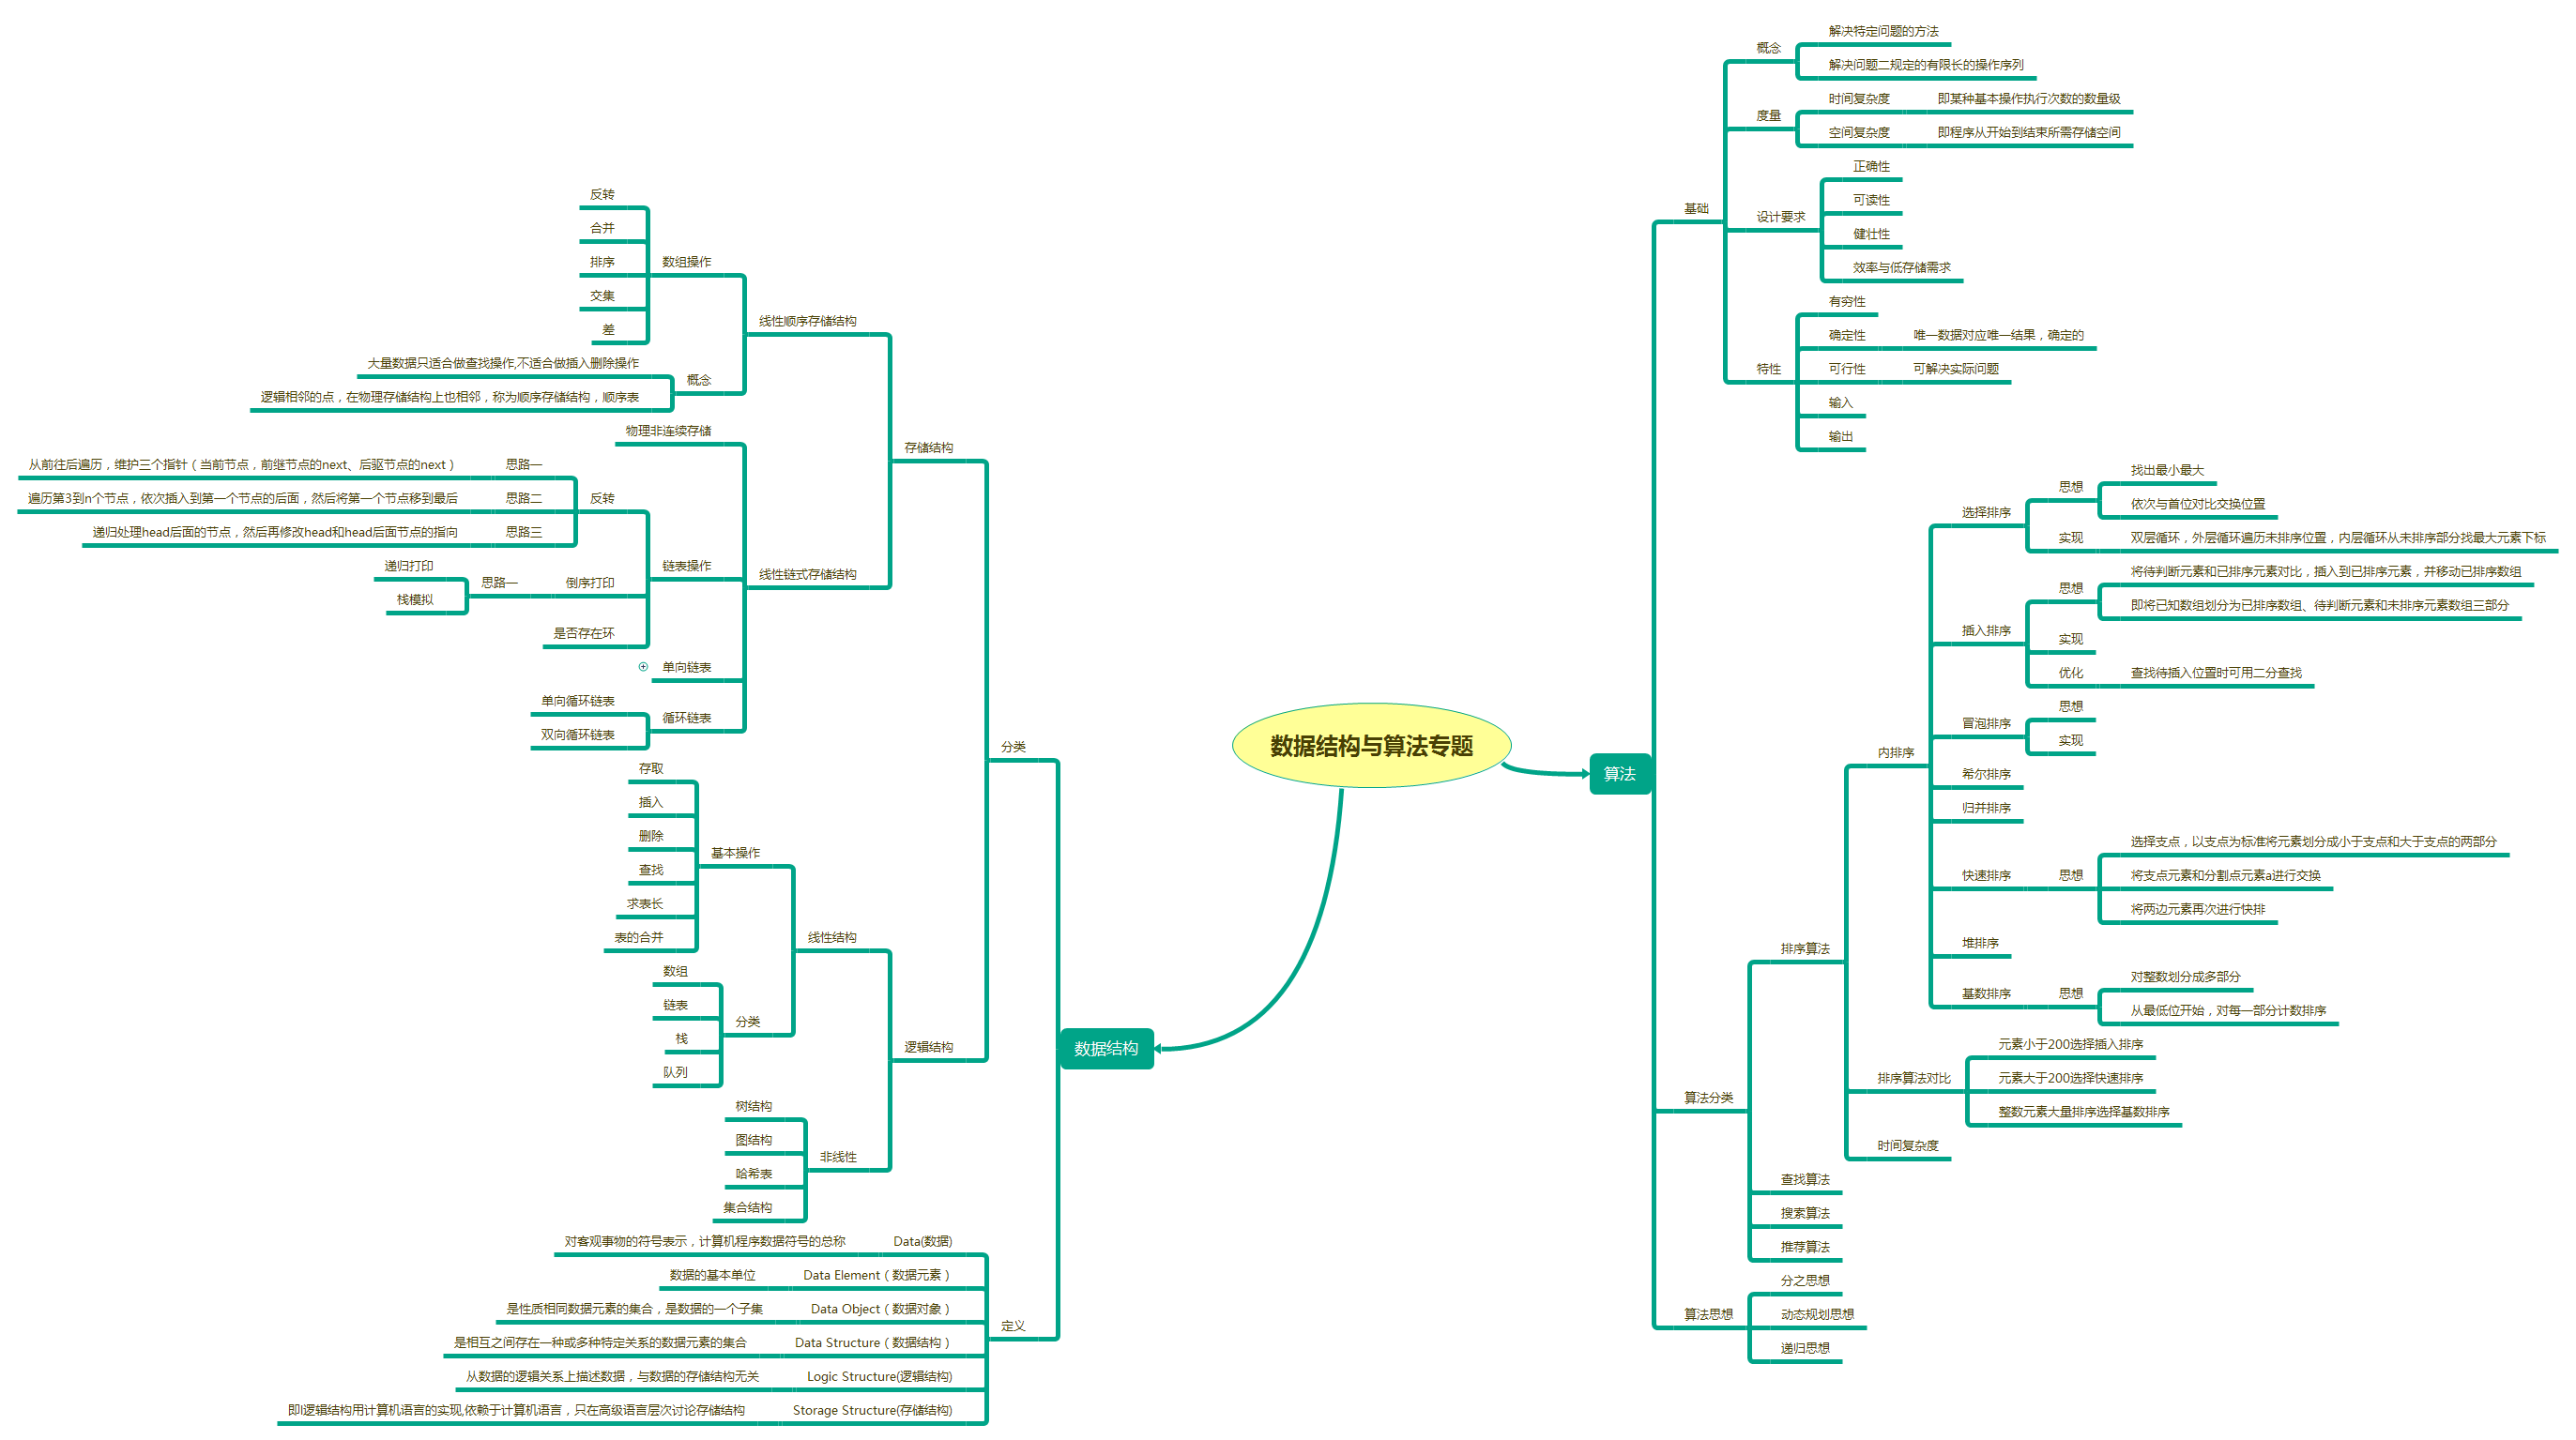 数据结构与算法专题
算法
基础
概念
解决特定问题的方法
解决问题二规定的有限长的操作序列
度量
时间复杂度
即某种基本操作执行次数的数量级
空间复杂度
即程序从开始到结束所需存储空间
设计要求
正确性
可读性
健壮性
效率与低存储需求
特性
有穷性
确定性
唯一数据对应唯一结果，确定的
可行性
可解决实际问题
输入
输出
算法分类
排序算法
内排序
选择排序
思想
找出最小最大
依次与首位对比交换位置
实现
双层循环，外层循环遍历未排序位置，内层循环从未排序部分找最大元素下标
插入排序
思想
将待判断元素和已排序元素对比，插入到已排序元素，并移动已排序数组
即将已知数组划分为已排序数组、待判断元素和未排序元素数组三部分
实现
优化
查找待插入位置时可用二分查找
冒泡排序
思想
实现
希尔排序
归并排序
快速排序
思想
选择支点，以支点为标准将元素划分成小于支点和大于支点的两部分
将支点元素和分割点元素a进行交换
将两边元素再次进行快排
堆排序
基数排序
思想
对整数划分成多部分
从最低位开始，对每一部分计数排序
排序算法对比
元素小于200选择插入排序
元素大于200选择快速排序
整数元素大量排序选择基数排序
时间复杂度
查找算法
搜索算法
推荐算法
算法思想
分之思想
动态规划思想
递归思想
数据结构
分类
存储结构
线性顺序存储结构
数组操作
反转
合并
排序
交集
差
概念
大量数据只适合做查找操作,不适合做插入删除操作
逻辑相邻的点，在物理存储结构上也相邻，称为顺序存储结构，顺序表
线性链式存储结构
物理非连续存储
链表操作
反转
思路一
从前往后遍历，维护三个指针（当前节点，前继节点的next、后驱节点的next）
思路二
遍历第3到n个节点，依次插入到第一个节点的后面，然后将第一个节点移到最后
思路三
递归处理head后面的节点，然后再修改head和head后面节点的指向
倒序打印
思路一
递归打印
栈模拟
是否存在环
单向链表
循环链表
单向循环链表
双向循环链表
逻辑结构
线性结构
基本操作
存取
插入
删除
查找
求表长
表的合并
分类
数组
链表
栈
队列
非线性
树结构
图结构
哈希表
集合结构
定义
Data(数据)
对客观事物的符号表示，计算机程序数据符号的总称
Data Element（数据元素）
数据的基本单位
Data Object（数据对象）
是性质相同数据元素的集合，是数据的一个子集
Data Structure（数据结构）
是相互之间存在一种或多种特定关系的数据元素的集合
Logic Structure(逻辑结构)
从数据的逻辑关系上描述数据，与数据的存储结构无关
Storage Structure(存储结构)
即l逻辑结构用计算机语言的实现,依赖于计算机语言，只在高级语言层次讨论存储结构